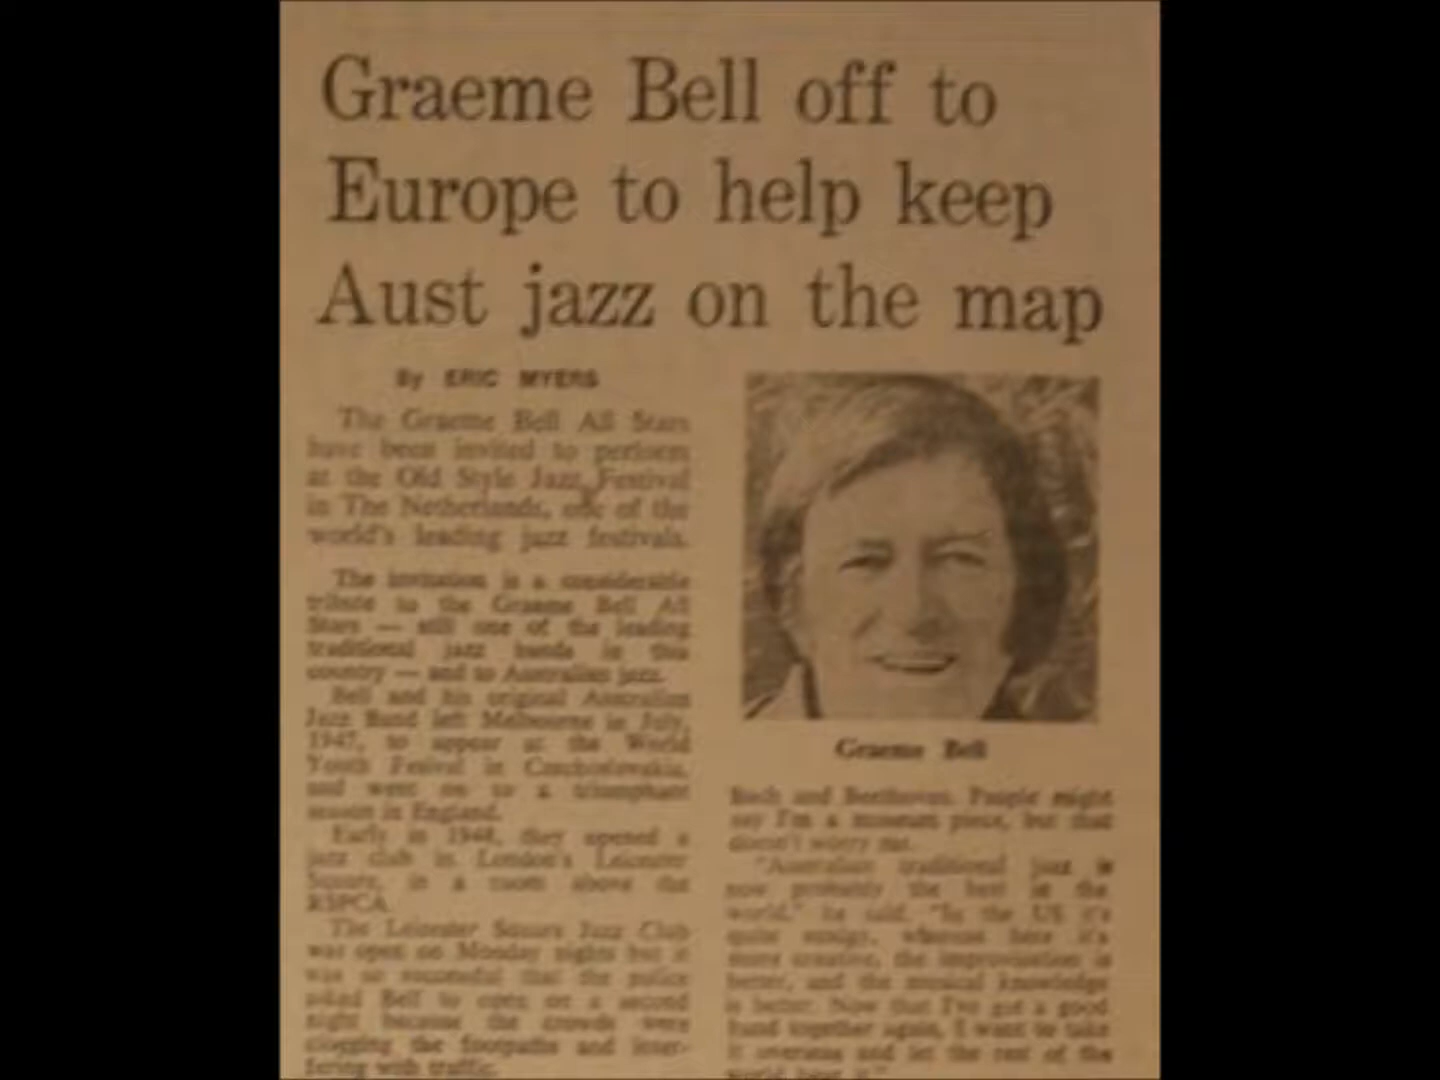 Graeme Bell off to
Europe to help keep
Aust jazz on the map
By ERIC MYERS
The Graeme Bell All Stars
have been invited to perform
at the Old Style Jazz Festival
in The Netherlands, one of the
world's leading jazz festivals.
The invitation is a considerable
tribute to the Graeme Bell All
Stars — still one of the leading
traditional jazz bands in this
country — and to Australian jazz.
Bell and his original Australian
Jazz Band left Melbourne in July,
1947, to appear at the World
Youth Festival in Czechoslovakia,
and went on to a triumphant
season in England.
Early in 1948, they opened a
jazz club in London's Leicester
Square, in a room above the
RSPCA.
The Leicester Square Jazz Club
was open on Monday nights but it
was so successful that the police
asked Bell to open on a second
night because the crowds were
clogging the footpaths and inter-
fering with traffic.
Graeme Bell
Bach and Beethoven. People might
say I'm a museum piece, but that
doesn't worry me.
"Australian traditional jazz is
now probably the best in the
world," he said. "In the US it's
quite stodgy, whereas here it's
more creative, the improvisation is
better, and the musical knowledge
is better. Now that I've got a good
band together again, I want to take
it overseas and let the rest of the
world hear it."